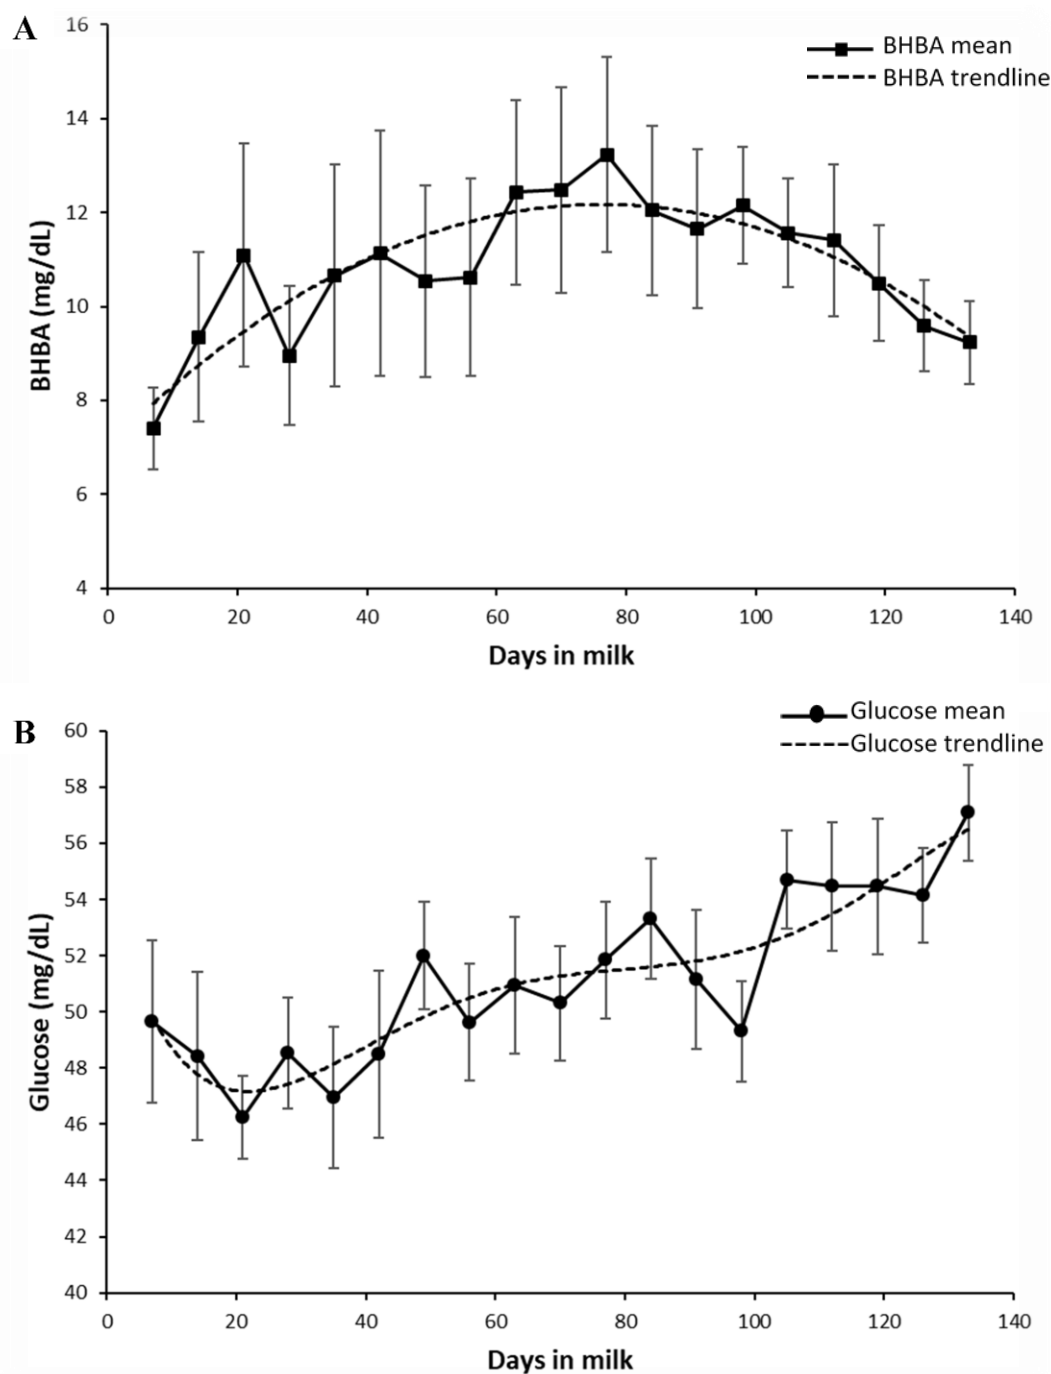 A
BHBA mean
BHBA trendline
16
14
12
10
8
6
4
BHBA (mg/dL)
0 20 40 60 80 100 120 140
Days in milk
B
Glucose mean
Glucose trendline
60
58
56
54
52
50
48
46
44
42
40
Glucose (mg/dL)
0 20 40 60 80 100 120 140
Days in milk